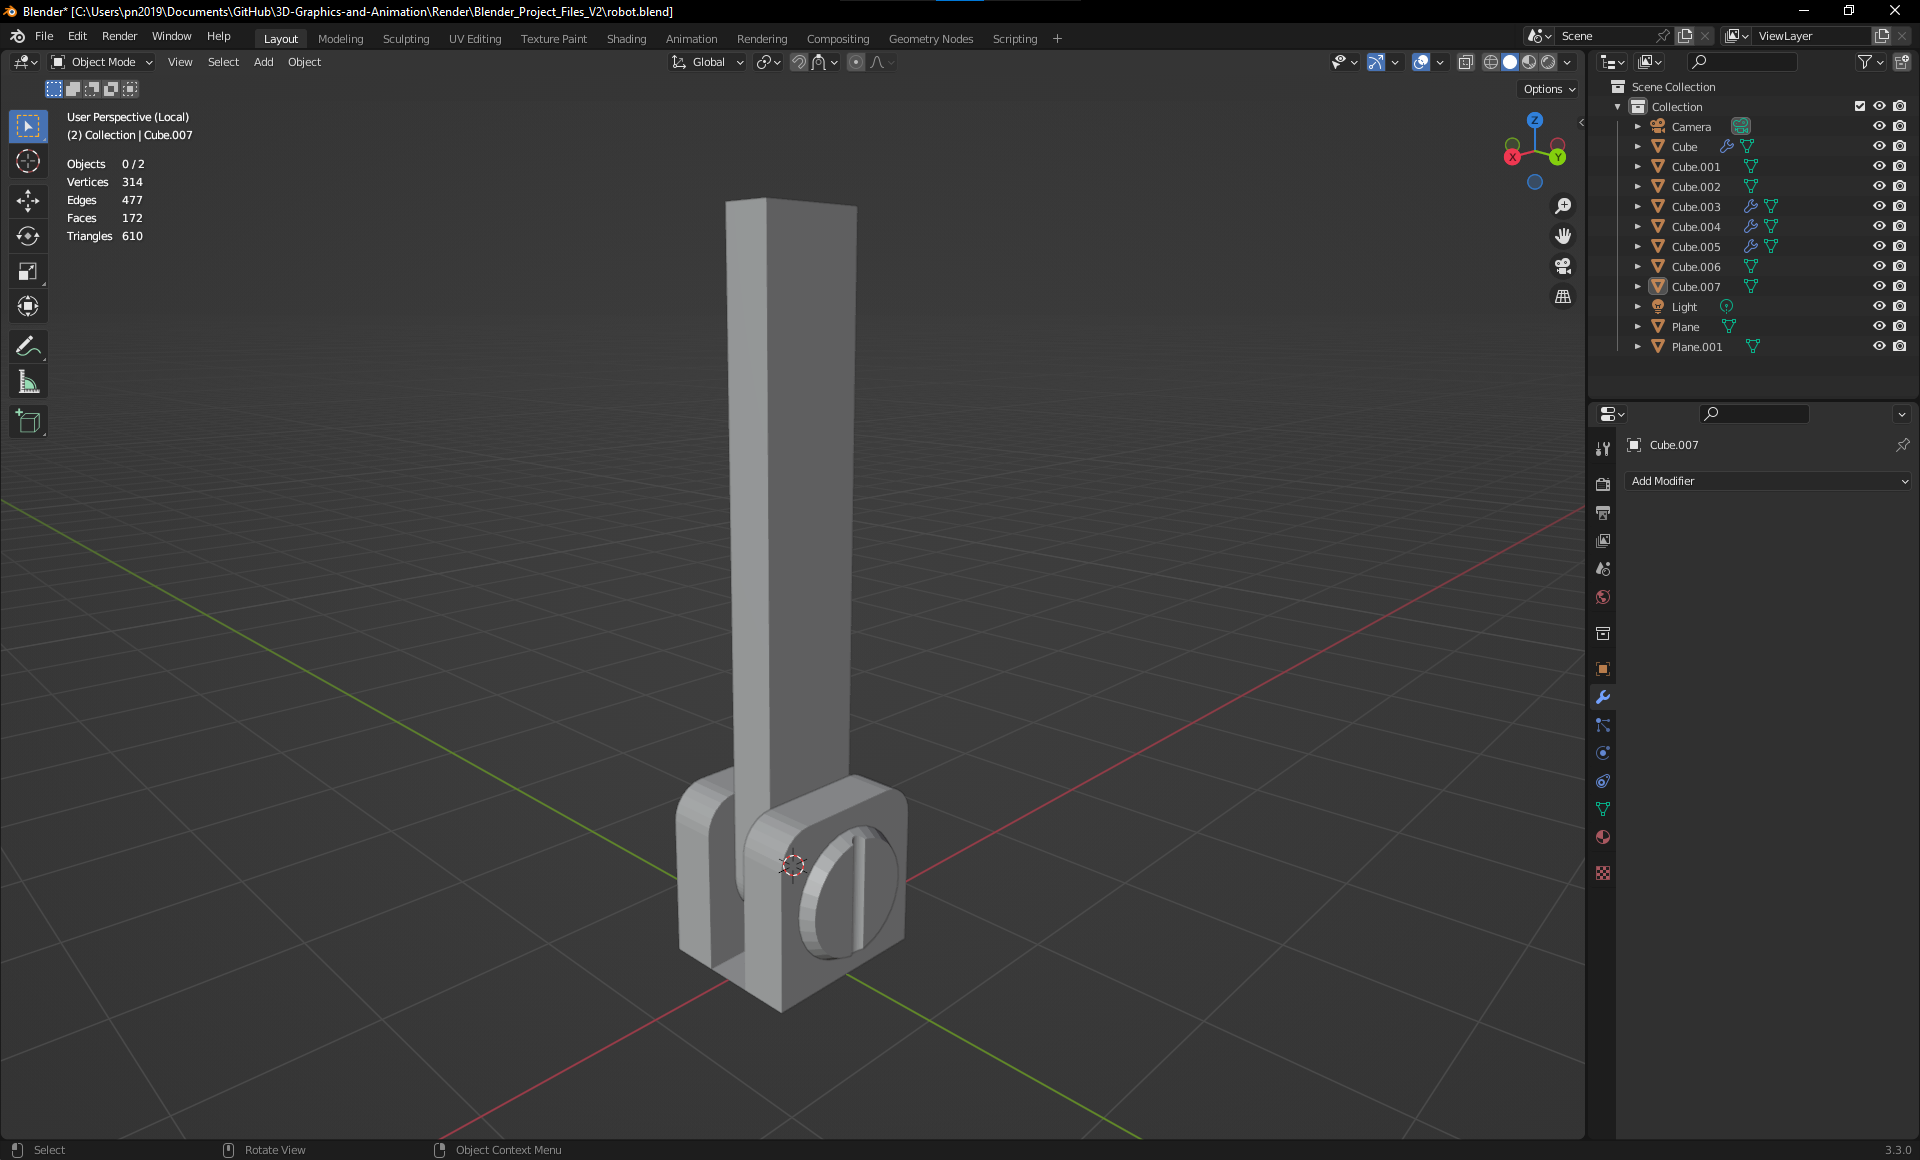 Blender* [C:\Users\pn2019\Documents\GitHub\3D-Graphics-and-Animation\Render\Blender_Project_Files_V2\robot.blend]
File Edit Render Window Help Layout Modeling Sculpting UV Editing Texture Paint Shading Animation Rendering Compositing Geometry Nodes Scripting + Scene ViewLayer
Object Mode View Select Add Object Global
Options
User Perspective (Local)
(2) Collection | Cube.007
Objects 0 / 2
Vertices 314
Edges 477
Faces 172
Triangles 610
Z
X Y
Scene Collection
Collection
Camera
Cube
Cube.001
Cube.002
Cube.003
Cube.004
Cube.005
Cube.006
Cube.007
Light
Plane
Plane.001
Cube.007
Add Modifier
Select Rotate View Object Context Menu 3.3.0